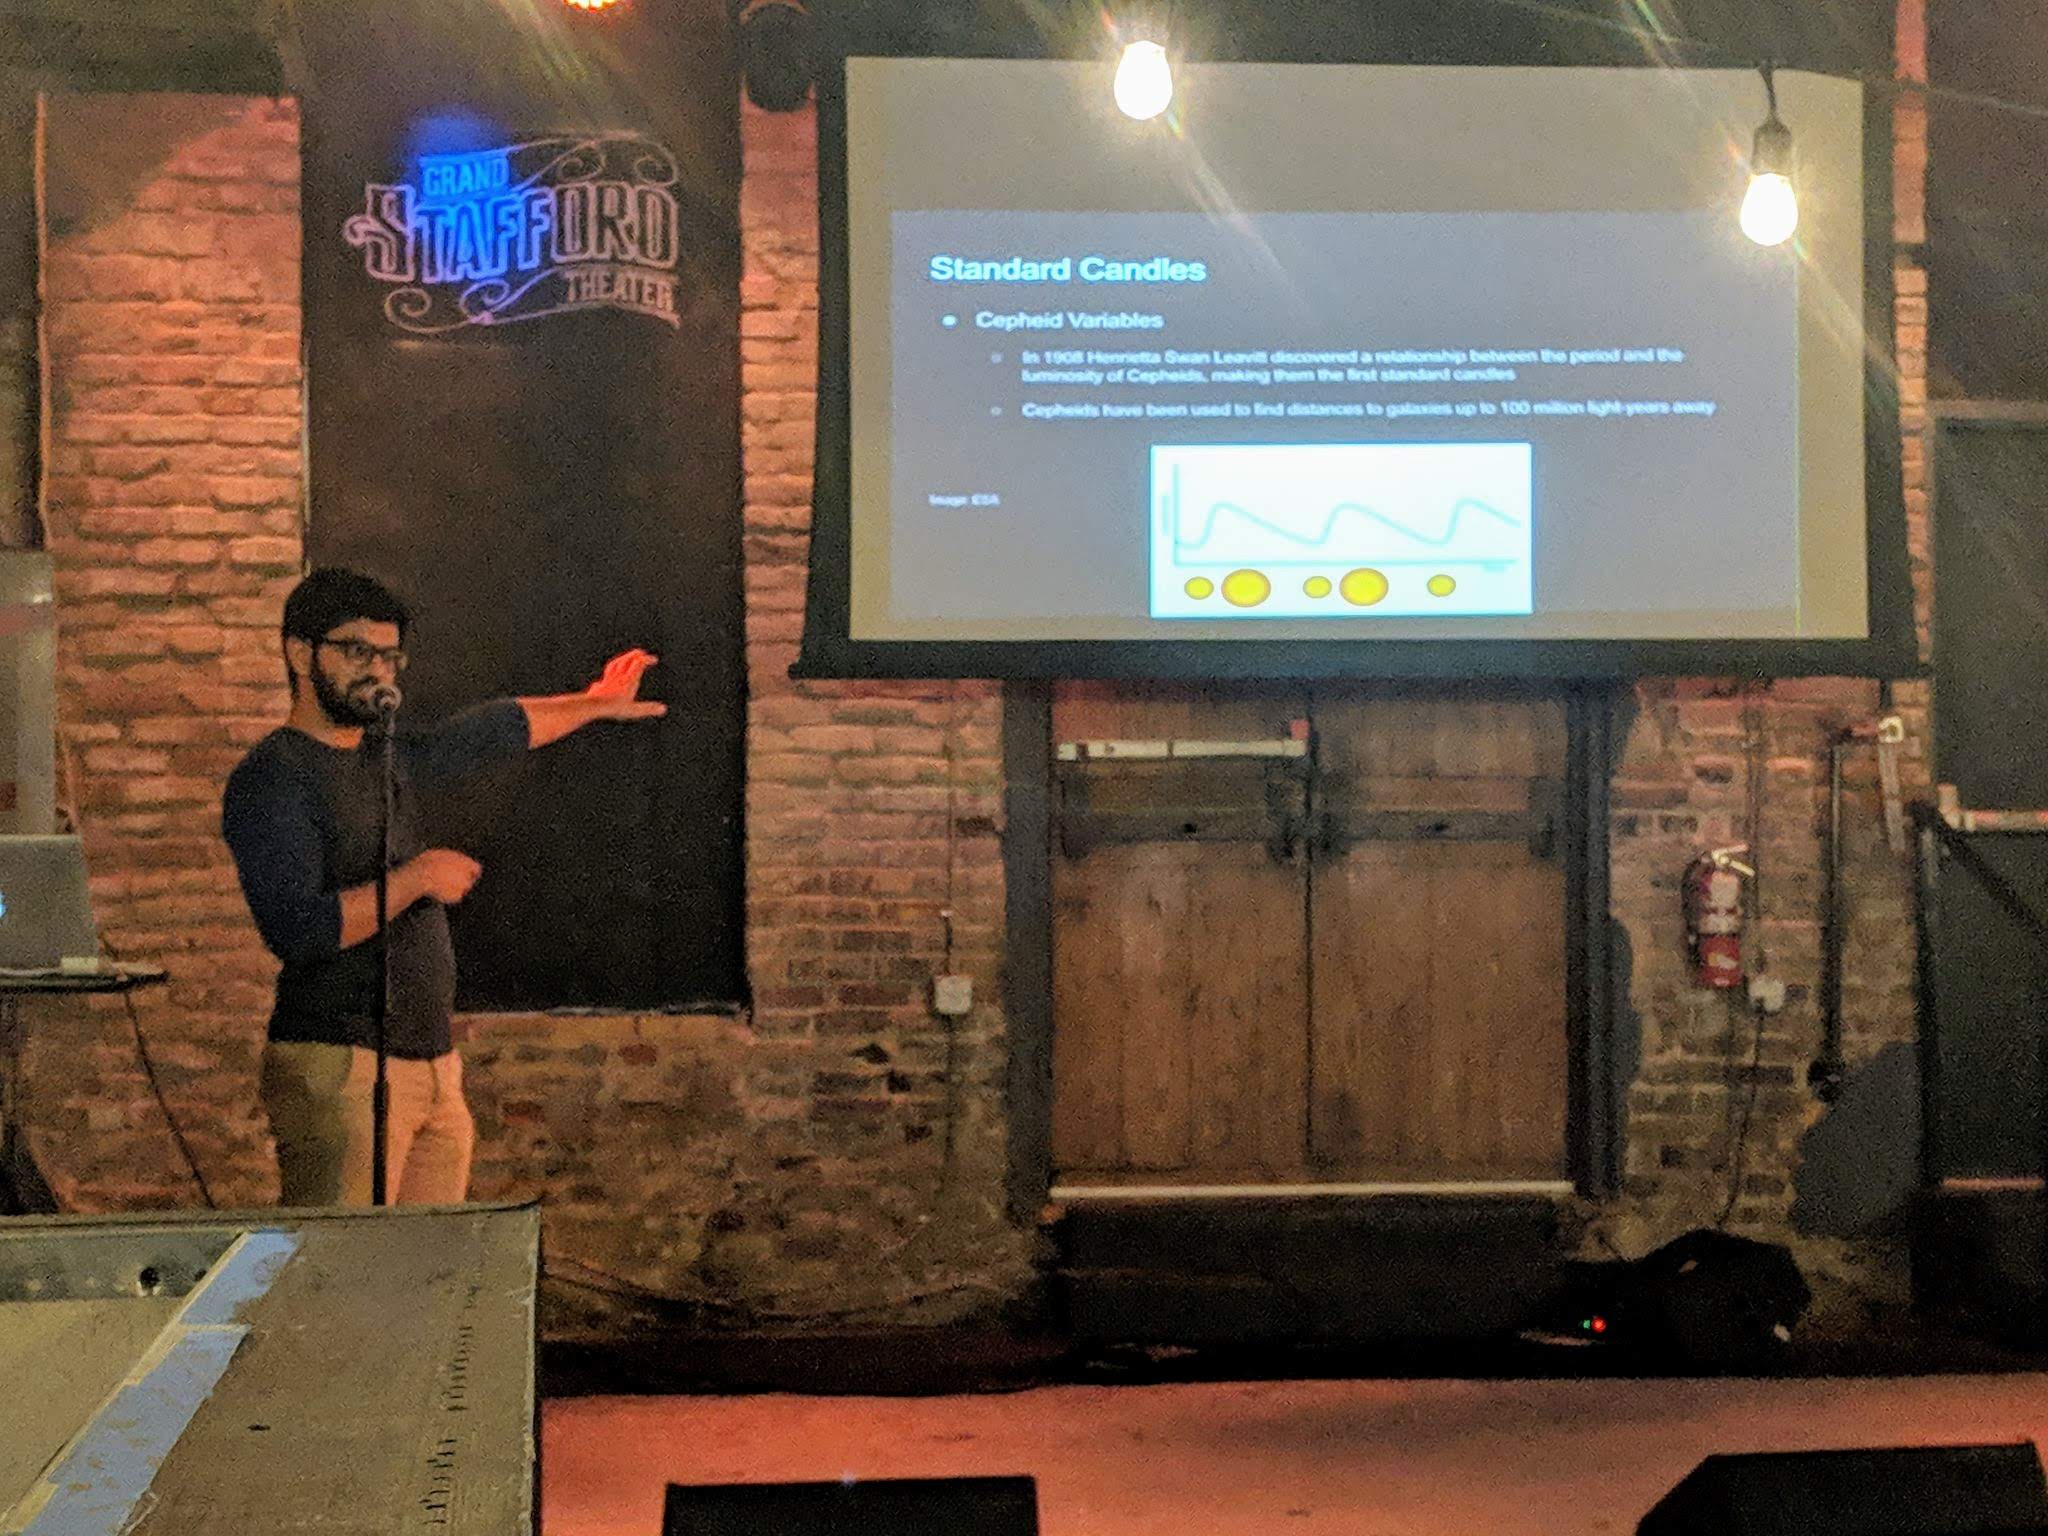 GRAND
STAFFORD
THEATER
Standard Candles
Cepheid Variables
In 1908 Henrietta Swan Leavitt discovered a relationship between the period and the
luminosity of Cepheids, making them the first standard candles
Cepheids have been used to find distances to galaxies up to 100 million light-years away
Image: ESA